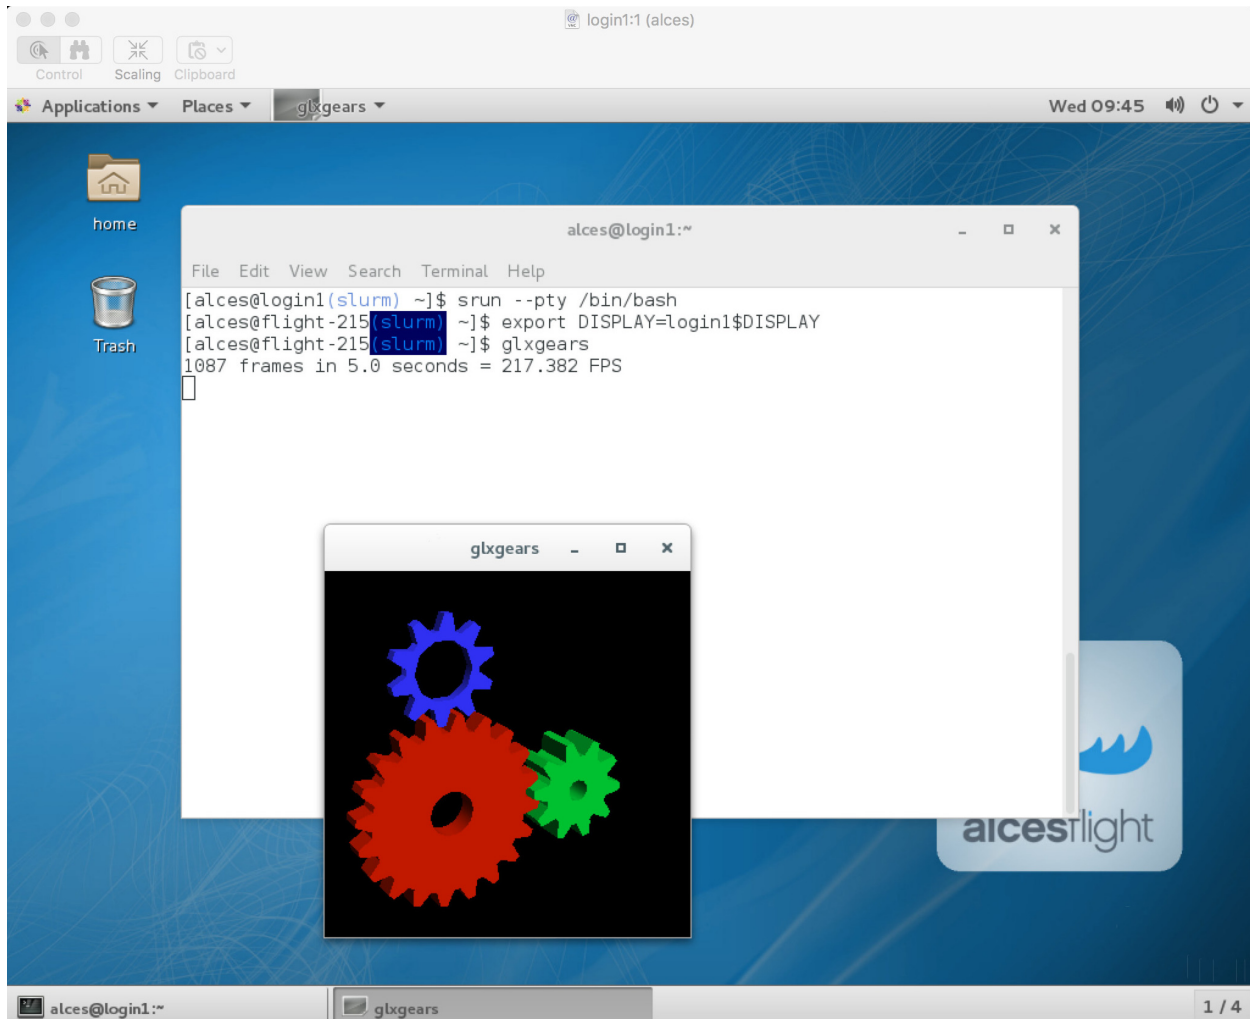 login1:1 (alces)
Control Scaling Clipboard
Applications Places glxgears Wed 09:45
home
Trash
alces@login1:~
File Edit View Search Terminal Help
[alces@login1(slurm) ~]$ srun --pty /bin/bash
[alces@flight-215(slurm) ~]$ export DISPLAY=login1$DISPLAY
[alces@flight-215(slurm) ~]$ glxgears
1087 frames in 5.0 seconds = 217.382 FPS
glxgears
alcesflight
alces@login1:~ glxgears 1 / 4